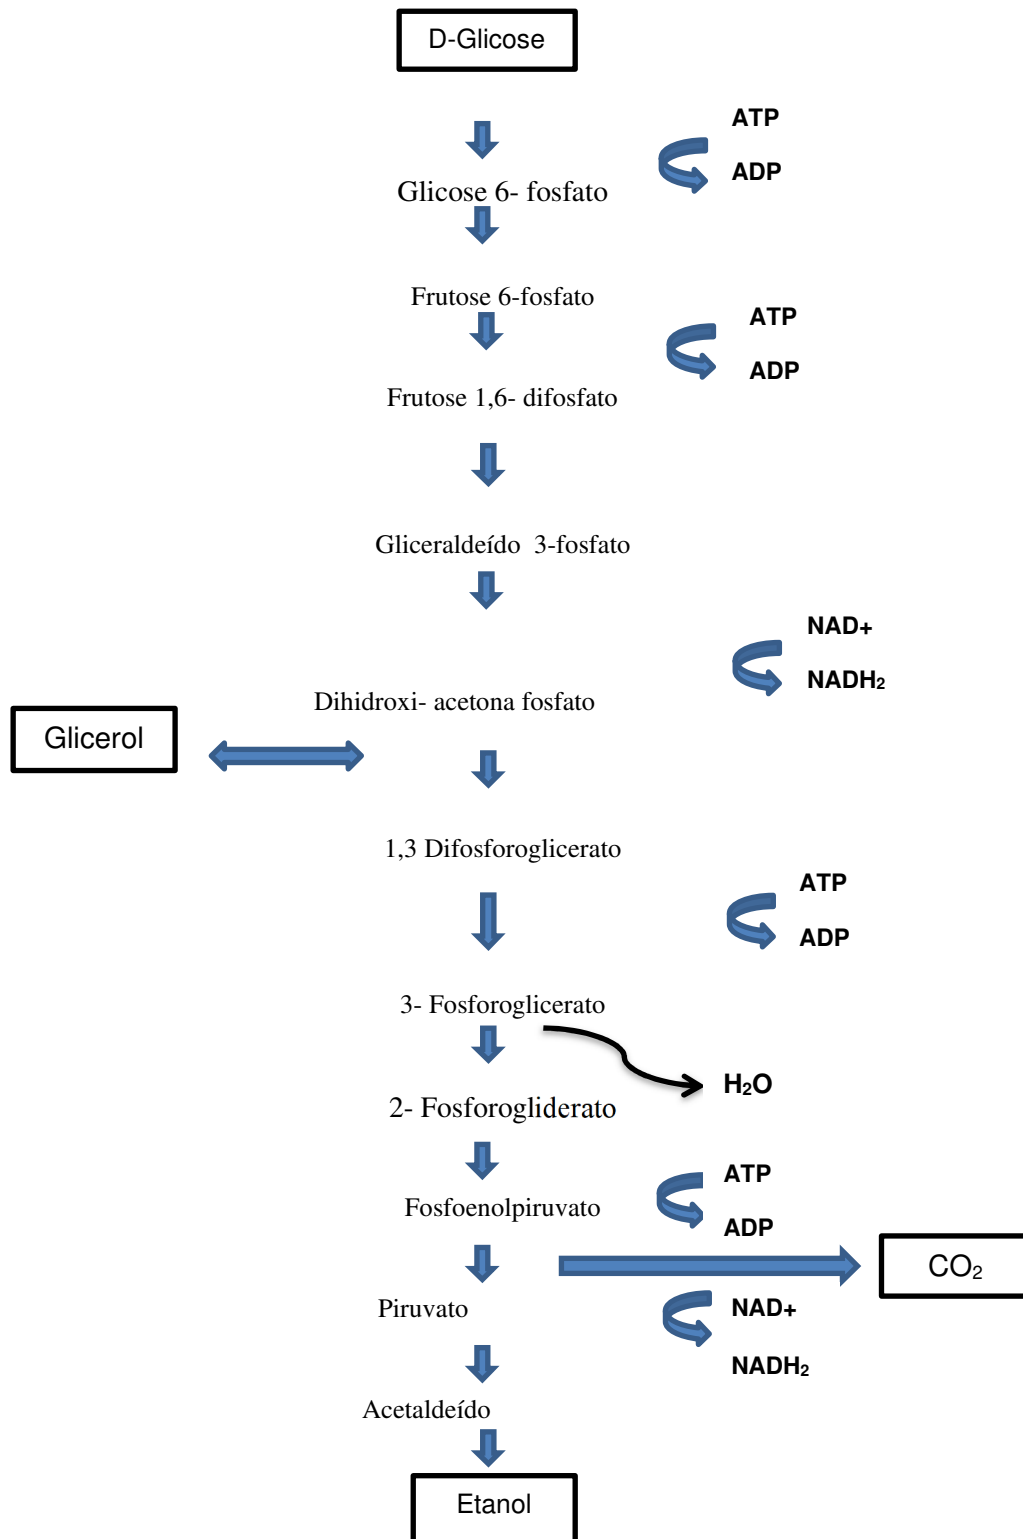 D-Glicose
ATP
ADP
Glicose 6- fosfato
Frutose 6-fosfato
ATP
ADP
Frutose 1,6- difosfato
Gliceraldeído 3-fosfato
NAD+
NADH₂
Dihidroxi- acetona fosfato
Glicerol
1,3 Difosforoglicerato
ATP
ADP
3- Fosforoglicerato
H₂O
2- Fosforogliderato
ATP
Fosfoenolpiruvato
ADP
CO₂
Piruvato
NAD+
NADH₂
Acetaldeído
Etanol